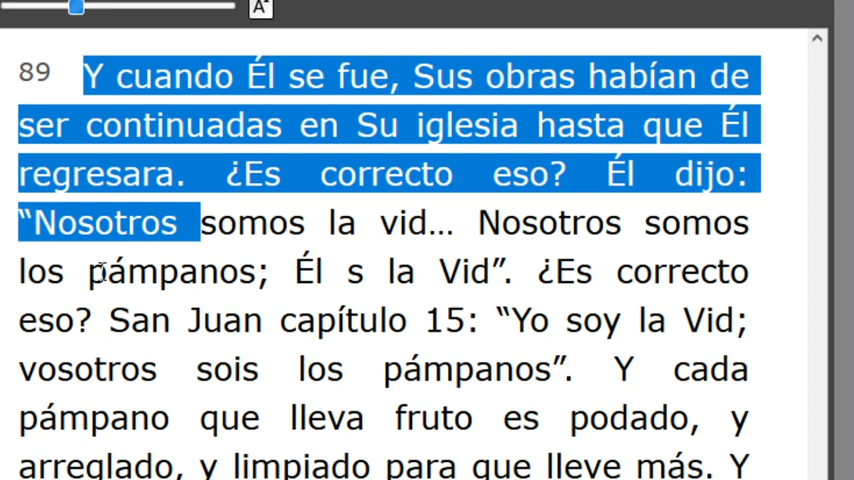 A
89 Y cuando Él se fue, Sus obras habían de
ser continuadas en Su iglesia hasta que Él
regresara. ¿Es correcto eso? Él dijo:
“Nosotros somos la vid... Nosotros somos
los pámpanos; Él s la Vid”. ¿Es correcto
eso? San Juan capítulo 15: “Yo soy la Vid;
vosotros sois los pámpanos”. Y cada
pámpano que lleva fruto es podado, y
arreglado, y limpiado para que lleve más. Y